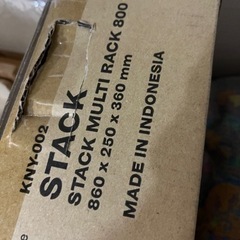 KNY-002
STACK
STACK MULTI RACK 800
860 x 250 x 360 mm
MADE IN INDONESIA